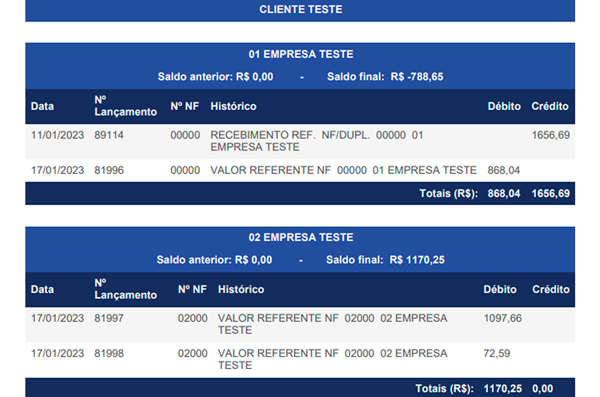 CLIENTE TESTE
01 EMPRESA TESTE
Saldo anterior: R$ 0,00 - Saldo final: R$ -788,65
Data Nº Lançamento Nº NF Histórico Débito Crédito
11/01/2023 89114 00000 RECEBIMENTO REF. NF/DUPL. 00000 01 1656,69
EMPRESA TESTE
17/01/2023 81996 00000 VALOR REFERENTE NF 00000 01 EMPRESA TESTE 868,04
Totais (R$): 868,04 1656,69
02 EMPRESA TESTE
Saldo anterior: R$ 0,00 - Saldo final: R$ 1170,25
Data Nº Lançamento Nº NF Histórico Débito Crédito
17/01/2023 81997 02000 VALOR REFERENTE NF 02000 02 EMPRESA 1097,66
TESTE
17/01/2023 81998 02000 VALOR REFERENTE NF 02000 02 EMPRESA 72,59
TESTE
Totais (R$): 1170,25 0,00